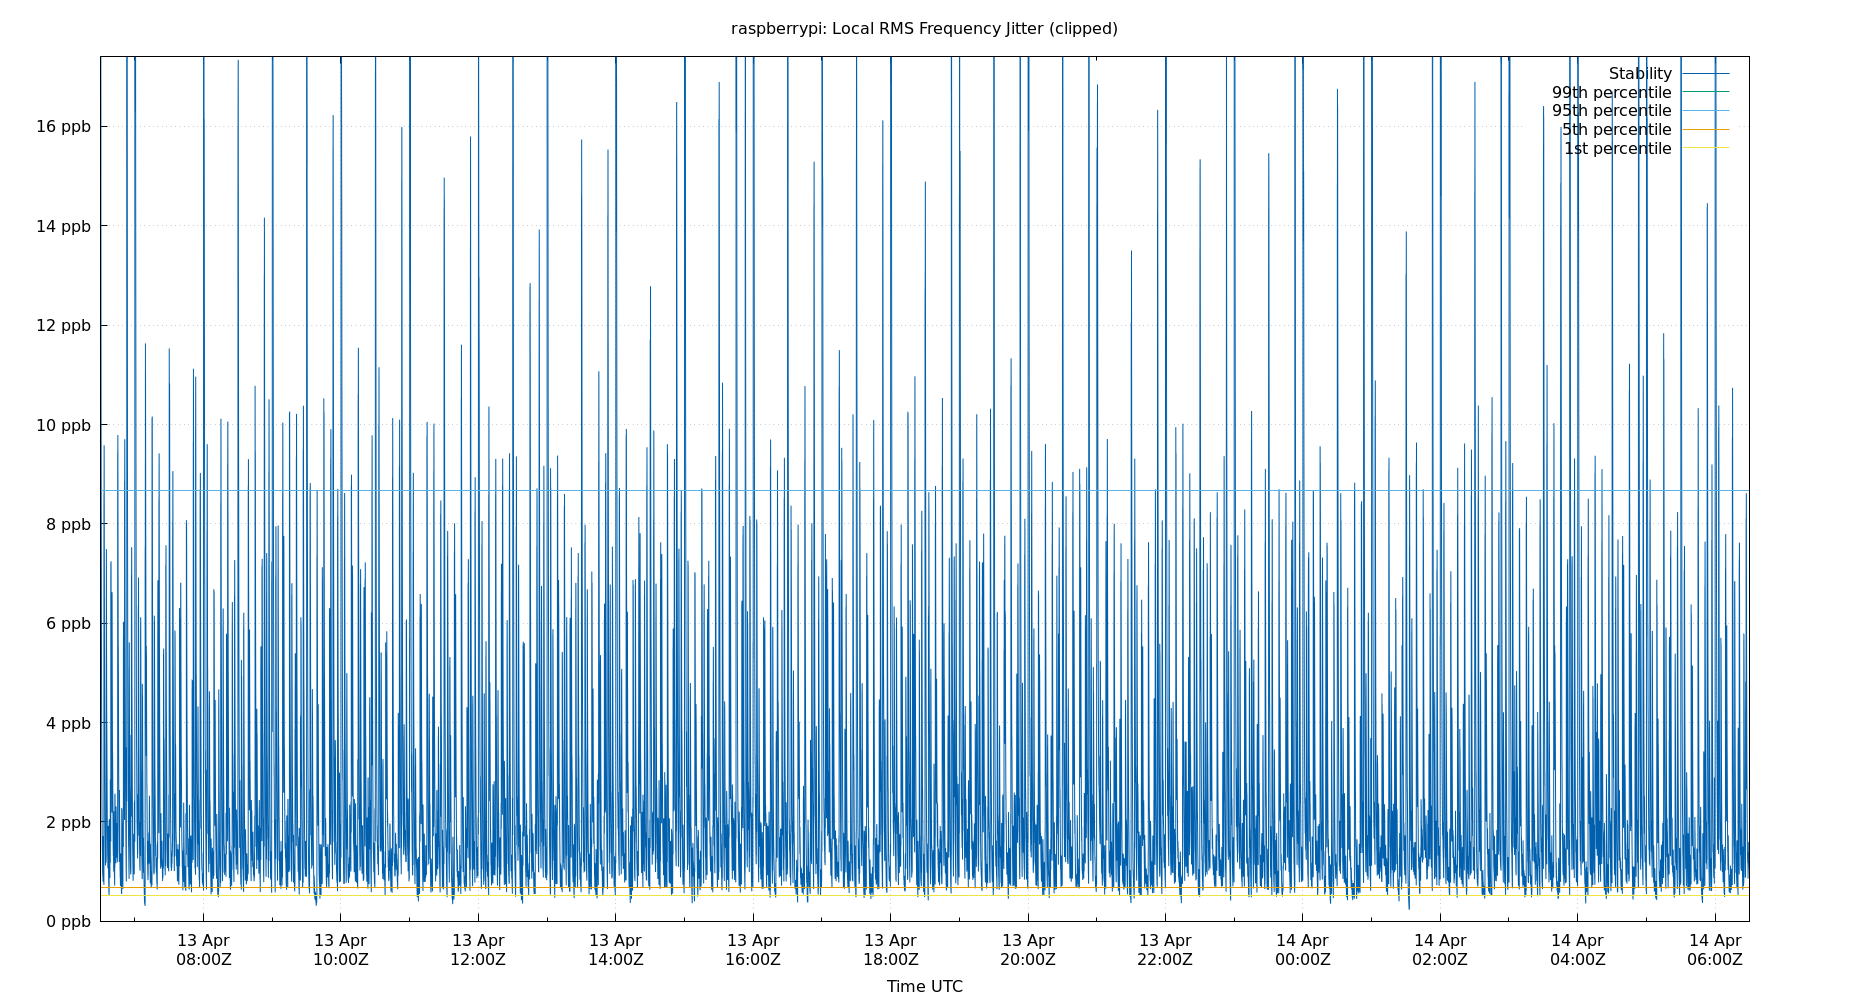 raspberrypi: Local RMS Frequency Jitter (clipped)
Stability
99th percentile
95th percentile
5th percentile
1st percentile
16 ppb
14 ppb
12 ppb
10 ppb
8 ppb
6 ppb
4 ppb
2 ppb
0 ppb
13 Apr 13 Apr 13 Apr 13 Apr 13 Apr 13 Apr 13 Apr 13 Apr 14 Apr 14 Apr 14 Apr 14 Apr
08:00Z 10:00Z 12:00Z 14:00Z 16:00Z 18:00Z 20:00Z 22:00Z 00:00Z 02:00Z 04:00Z 06:00Z
Time UTC